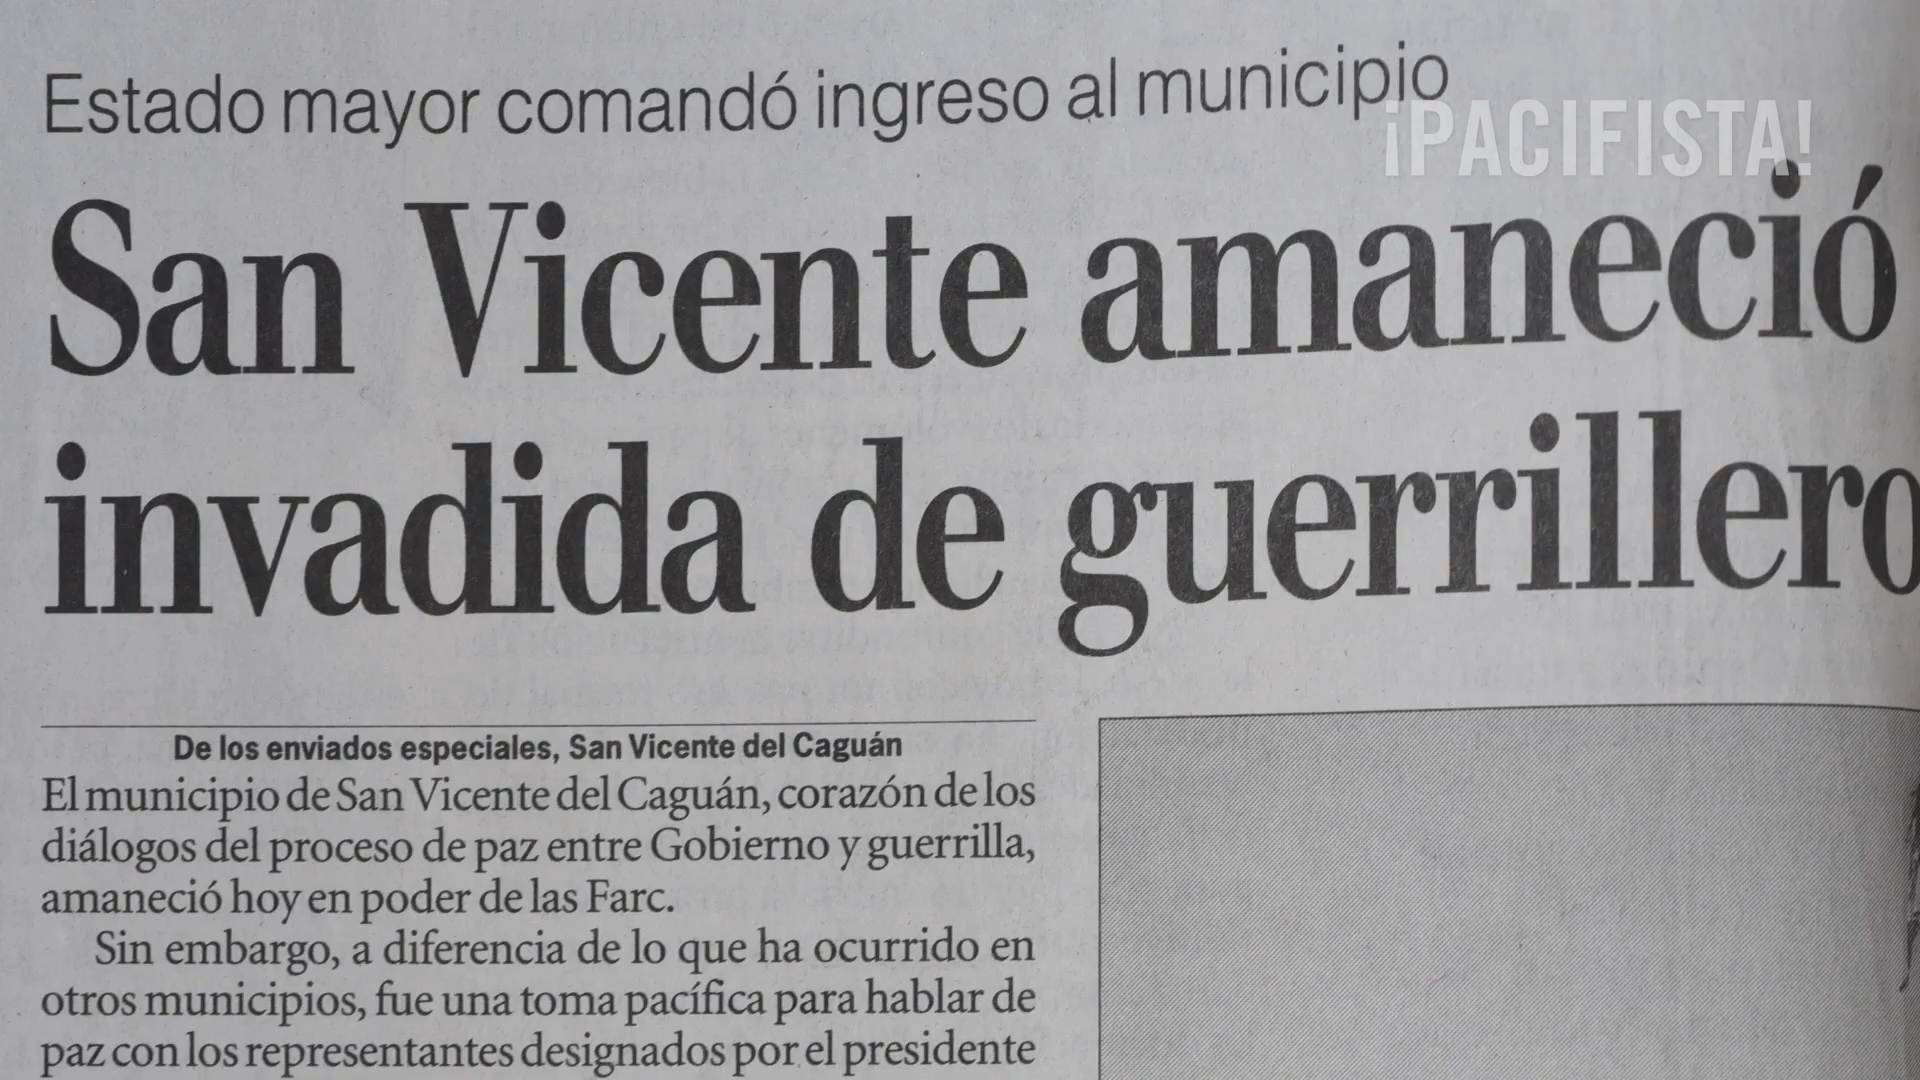 Estado mayor comandó ingreso al municipio
¡PACIFISTA!
San Vicente amaneció
invadida de guerrillero
De los enviados especiales, San Vicente del Caguán
El municipio de San Vicente del Caguán, corazón de los
diálogos del proceso de paz entre Gobierno y guerrilla,
amaneció hoy en poder de las Farc.
Sin embargo, a diferencia de lo que ha ocurrido en
otros municipios, fue una toma pacífica para hablar de
paz con los representantes designados por el presidente